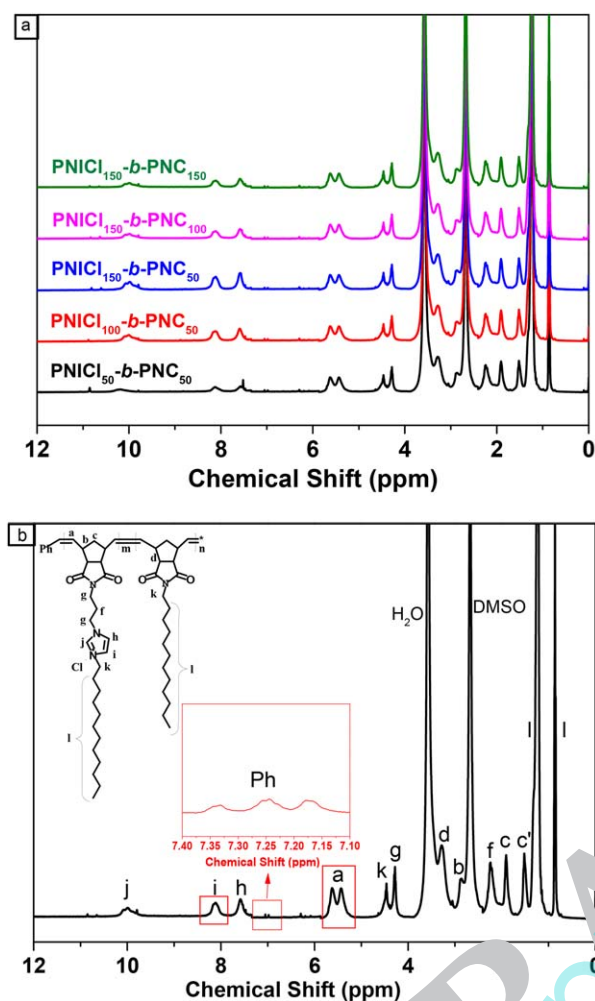 a
PNICl150-b-PNC150
PNICl150-b-PNC100
PNICl150-b-PNC50
PNICl100-b-PNC50
PNICl50-b-PNC50
12 10 8 6 4 2 0
Chemical Shift (ppm)
b
a c
b
Ph m n *
d
O N O O N O
g k
f
g
N h
j
N i
Cl k
l
l
H2O
DMSO
l l
Ph
7.40 7.35 7.30 7.25 7.20 7.15 7.10
Chemical Shift (ppm)
j i h a k g d b f c c' 
12 10 8 6 4 2 0
Chemical Shift (ppm)